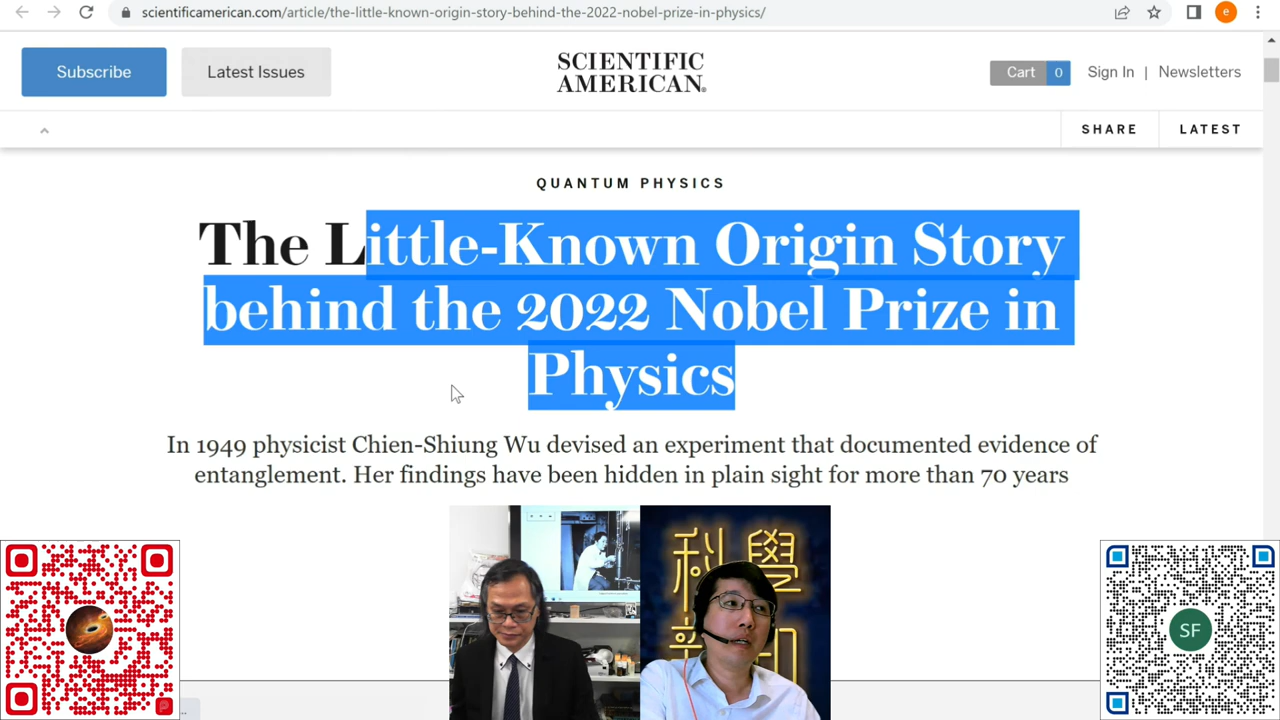 scientificamerican.com/article/the-little-known-origin-story-behind-the-2022-nobel-prize-in-physics/
e
Subscribe
Latest Issues
SCIENTIFIC
AMERICAN®
Cart 0
Sign In | Newsletters
SHARE
LATEST
QUANTUM PHYSICS
The Little-Known Origin Story
behind the 2022 Nobel Prize in
Physics
In 1949 physicist Chien-Shiung Wu devised an experiment that documented evidence of
entanglement. Her findings have been hidden in plain sight for more than 70 years
科學
SF